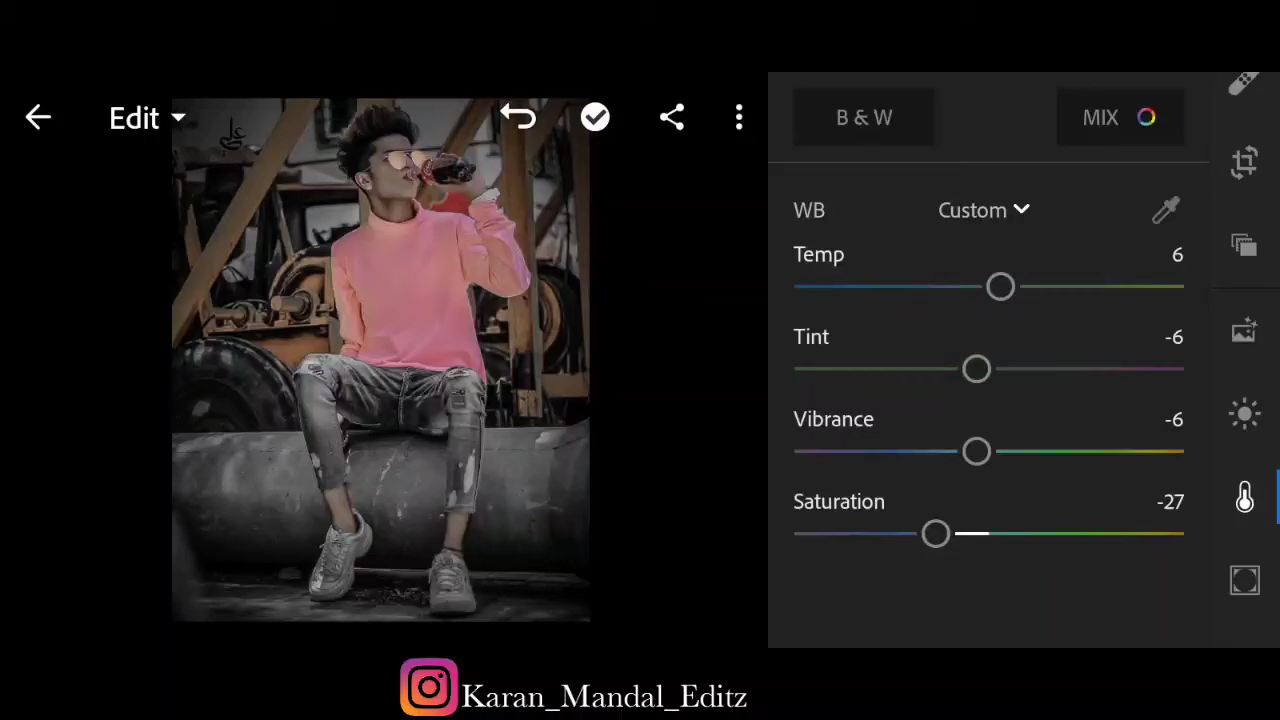 Edit
B & W
MIX
WB
Custom
Temp
6
Tint
-6
Vibrance
-6
Saturation
-27
Karan_Mandal_Editz